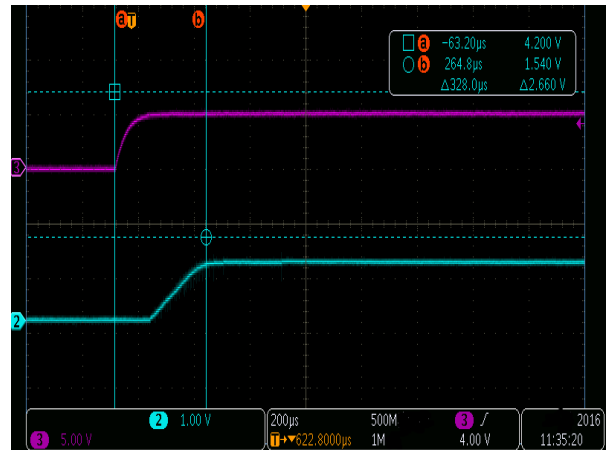 a T b
a -63.20µs 4.200 V
b 264.8µs 1.540 V
Δ328.0µs Δ2.660 V
3
2
2 1.00 V
3 5.00 V
200µs 500M 3 /
T→▼622.8000µs 1M 4.00 V
2016
11:35:20